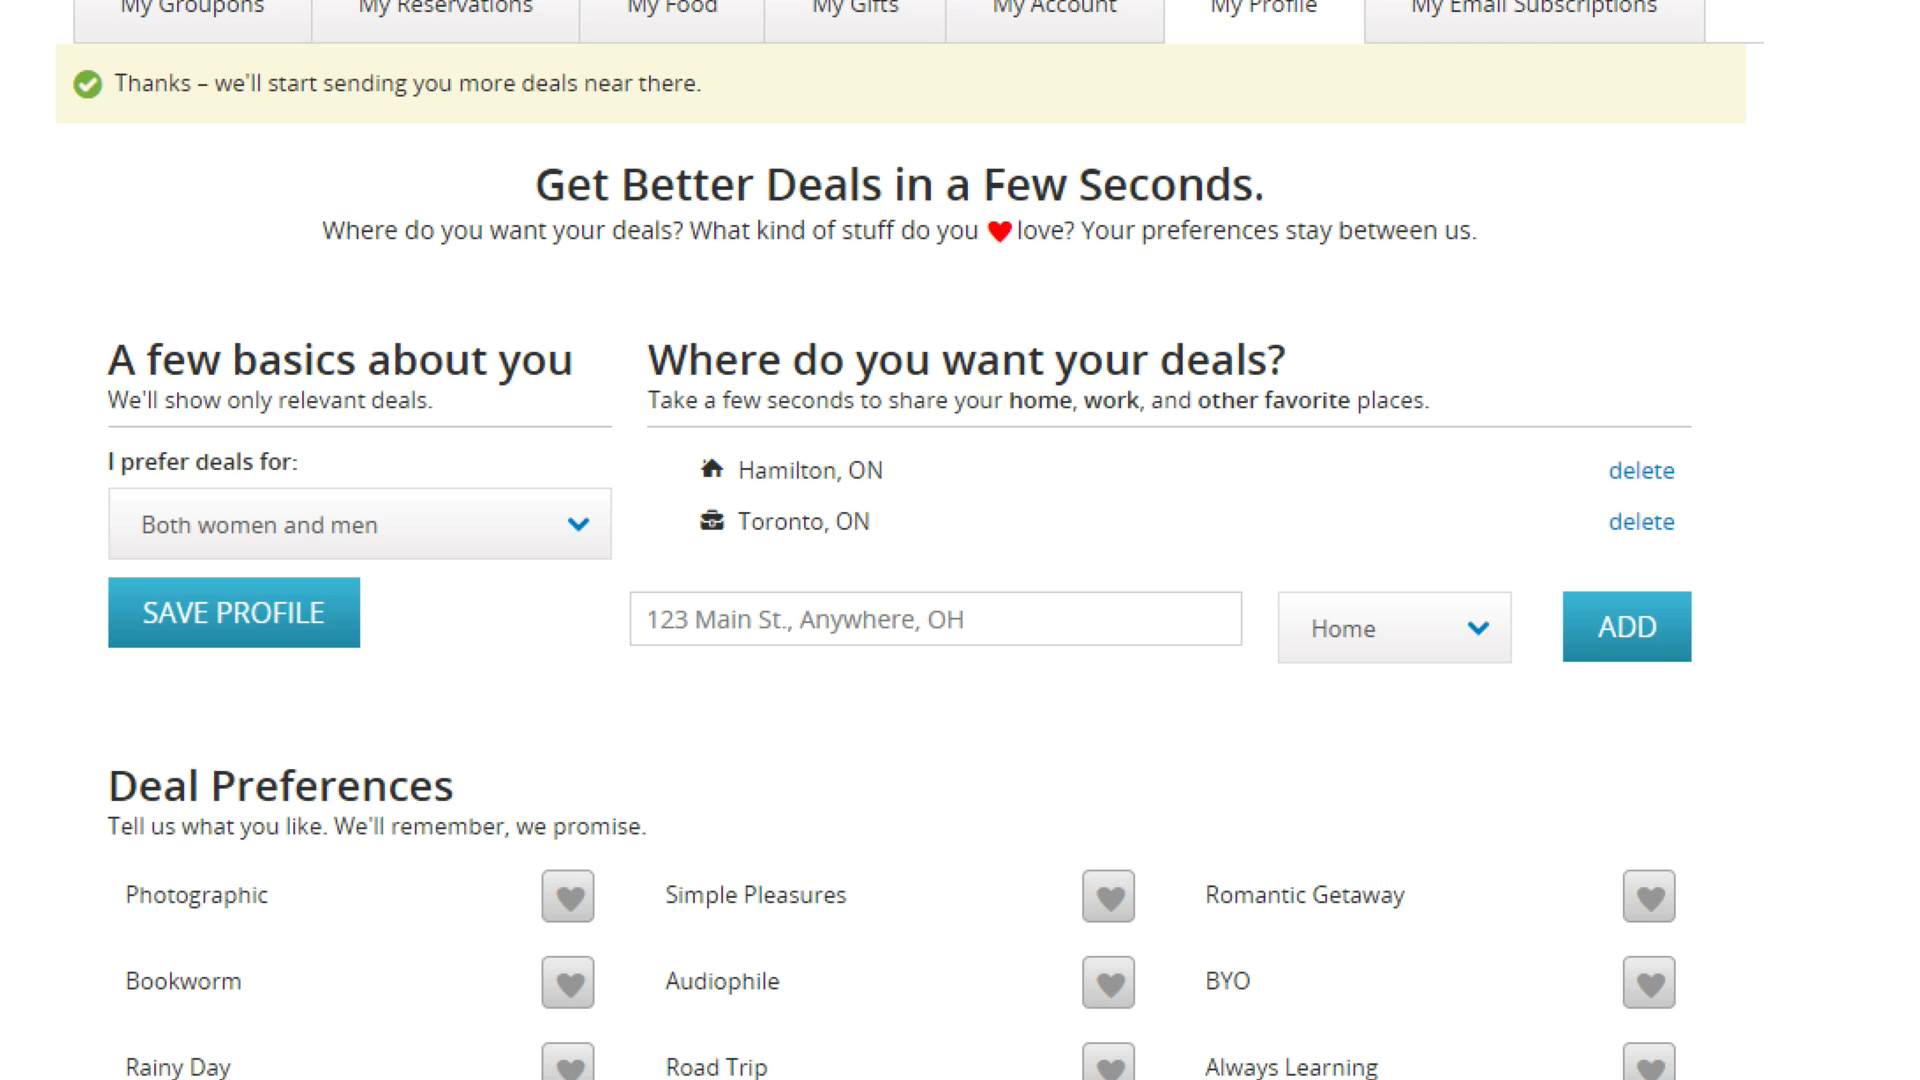 My Groupons My Reservations My Food My Gifts My Account My Profile My Email Subscriptions
Thanks – we'll start sending you more deals near there.
Get Better Deals in a Few Seconds.
Where do you want your deals? What kind of stuff do you love? Your preferences stay between us.
A few basics about you
We'll show only relevant deals.
I prefer deals for:
Both women and men
SAVE PROFILE
Where do you want your deals?
Take a few seconds to share your home, work, and other favorite places.
Hamilton, ON delete
Toronto, ON delete
123 Main St., Anywhere, OH Home ADD
Deal Preferences
Tell us what you like. We'll remember, we promise.
Photographic Simple Pleasures Romantic Getaway
Bookworm Audiophile BYO
Rainy Day Road Trip Always Learning